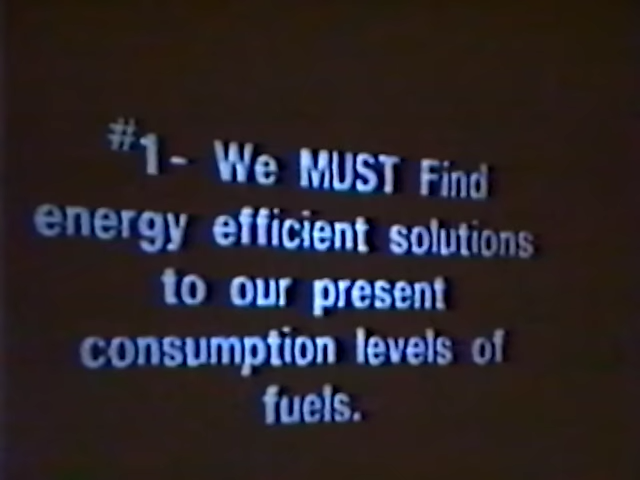 #1- We MUST Find
energy efficient solutions
to our present
consumption levels of
fuels.